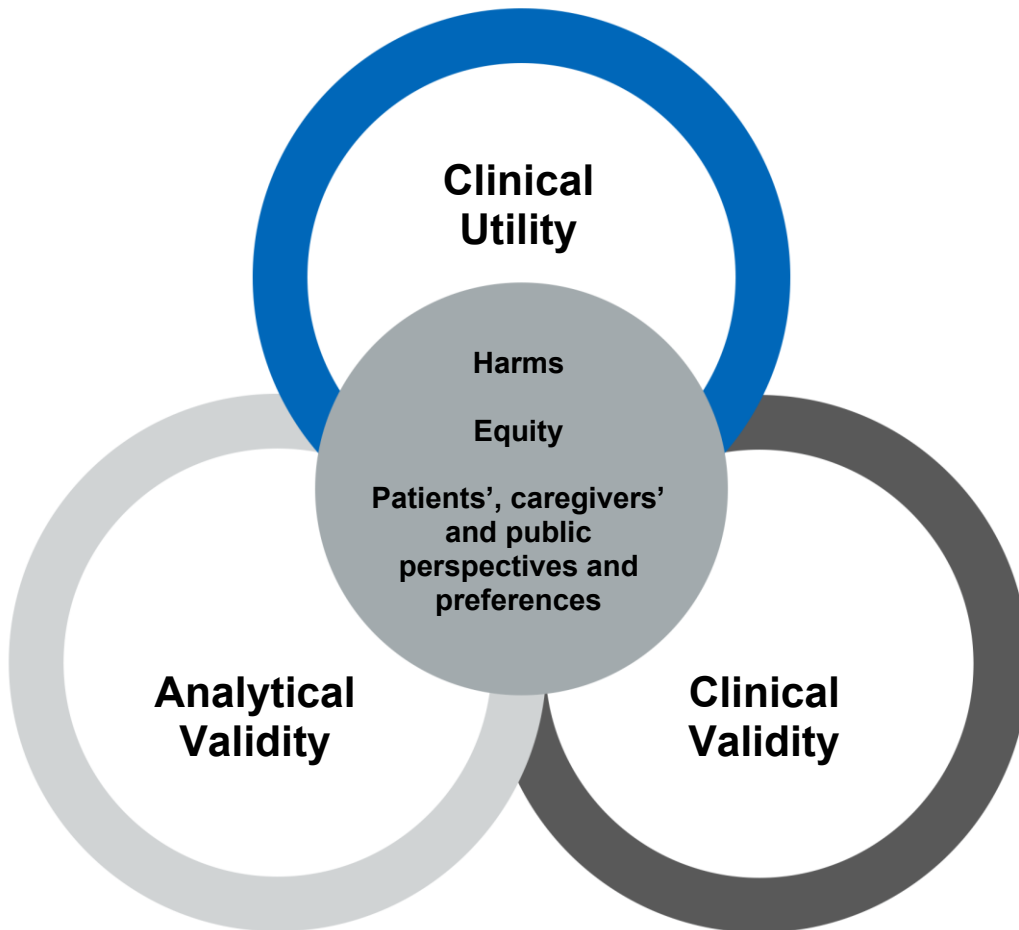 Clinical
Utility
Harms
Equity
Patients’, caregivers’
and public
perspectives and
preferences
Analytical
Validity
Clinical
Validity